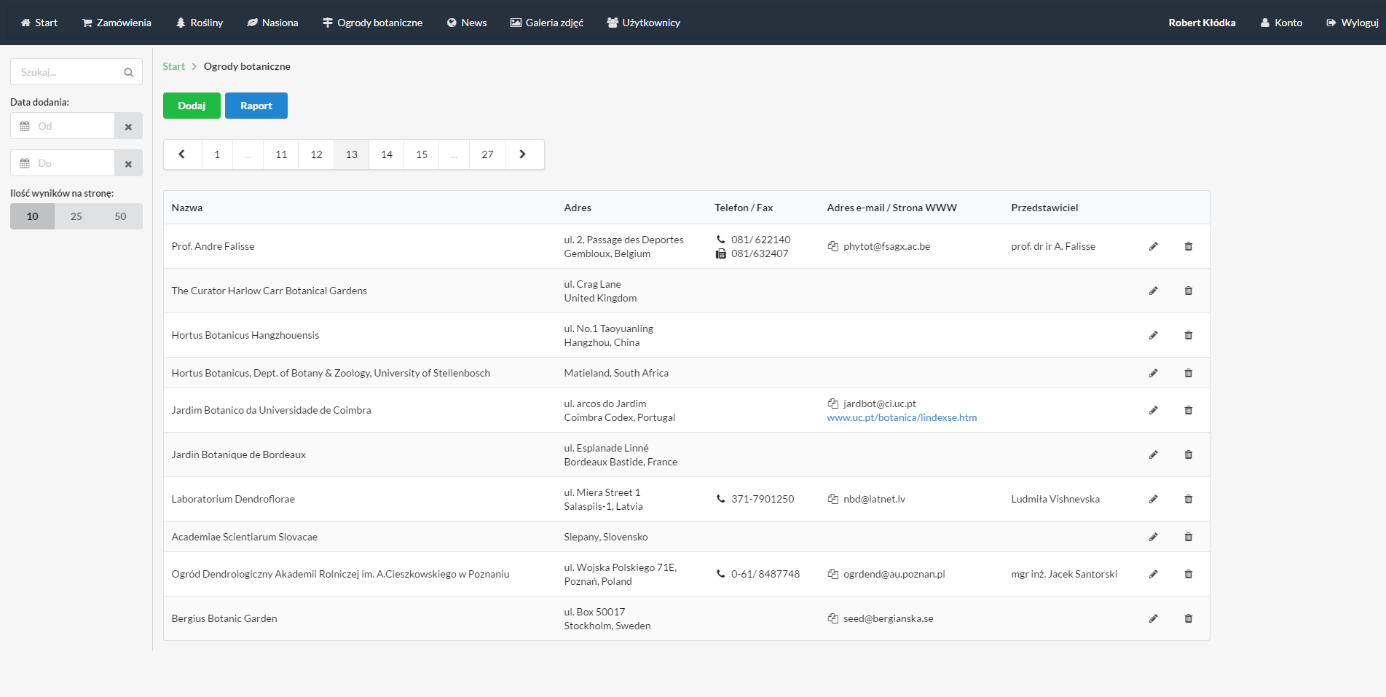 Start Zamówienia Rośliny Nasiona Ogrody botaniczne News Galeria zdjęć Użytkownicy Robert Kłódka Konto Wyloguj
Szukaj...
Data dodania:
Od
Do
Ilość wyników na stronę:
10 25 50
Start > Ogrody botaniczne
Dodaj Raport
1 ... 11 12 13 14 15 ... 27
Nazwa Adres Telefon / Fax Adres e-mail / Strona WWW Przedstawiciel
Prof. Andre Falisse ul. 2, Passage des Deportes 081/ 622140 phytot@fsagx.ac.be prof. dr ir A. Falisse
Gembloux, Belgium 081/632407
The Curator Harlow Carr Botanical Gardens ul. Crag Lane
United Kingdom
Hortus Botanicus Hangzhouensis ul. No.1 Taoyuanling
Hangzhou, China
Hortus Botanicus, Dept. of Botany & Zoology, University of Stellenbosch Matieland, South Africa
Jardim Botanico da Universidade de Coimbra ul. arcos do Jardim jardbot@ci.uc.pt
Coimbra Codex, Portugal www.uc.pt/botanica/lindexse.htm
Jardin Botanique de Bordeaux ul. Esplanade Linné
Bordeaux Bastide, France
Laboratorium Dendroflorae ul. Miera Street 1 371-7901250 nbd@latnet.lv Ludmiła Vishnevska
Salaspils-1, Latvia
Academiae Scientiarum Slovacae Slepany, Slovensko
Ogród Dendrologiczny Akademii Rolniczej im. A.Cieszkowskiego w Poznaniu ul. Wojska Polskiego 71E, 0-61/ 8487748 ogrdend@au.poznan.pl mgr inż. Jacek Santorski
Poznań, Poland
Bergius Botanic Garden ul. Box 50017 seed@bergianska.se
Stockholm, Sweden